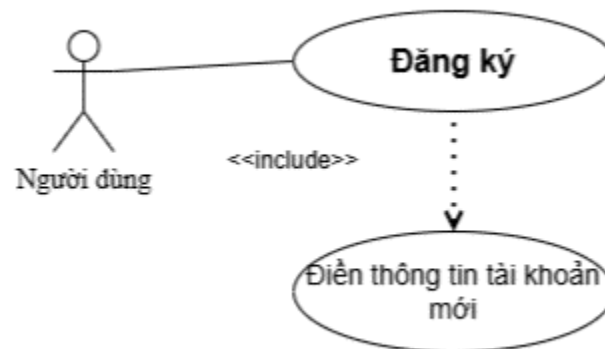 Đăng ký
<<include>>
Người dùng
Điền thông tin tài khoản
mới